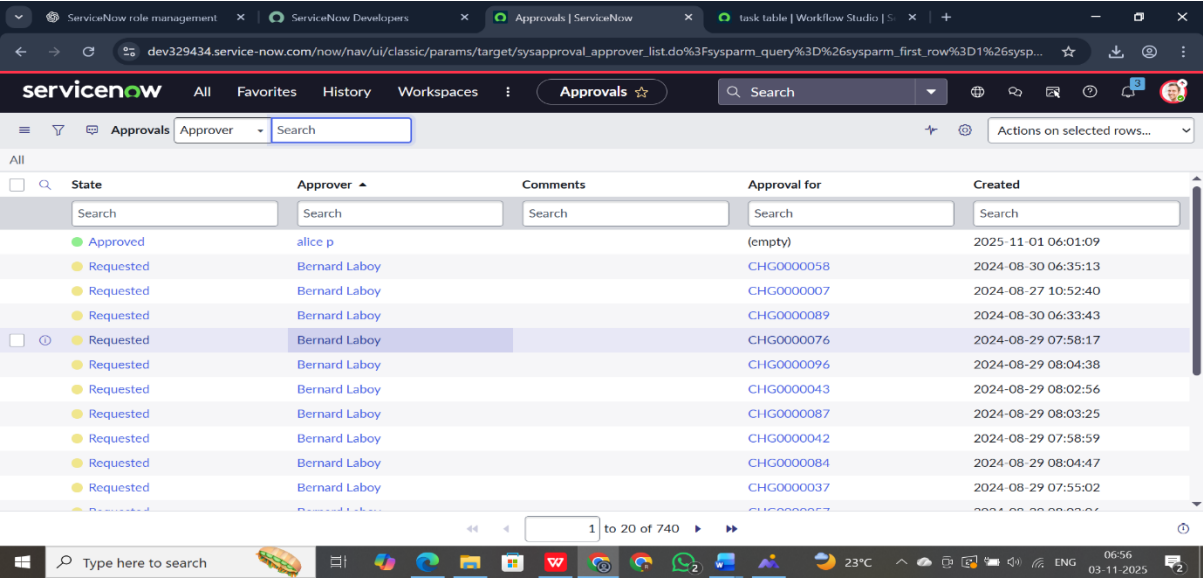 ServiceNow role management
ServiceNow Developers
Approvals | ServiceNow
task table | Workflow Studio | S
dev329434.service-now.com/now/nav/ui/classic/params/target/sysapproval_approver_list.do%3Fsysparm_query%3D%26sysparm_first_row%3D1%26sysp...
servicenow All Favorites History Workspaces Approvals Search 3
Approvals Approver Search Actions on selected rows...
All
State Approver Comments Approval for Created
Search Search Search Search Search
Approved alice p (empty) 2025-11-01 06:01:09
Requested Bernard Laboy CHG0000058 2024-08-30 06:35:13
Requested Bernard Laboy CHG0000007 2024-08-27 10:52:40
Requested Bernard Laboy CHG0000089 2024-08-30 06:33:43
Requested Bernard Laboy CHG0000076 2024-08-29 07:58:17
Requested Bernard Laboy CHG0000096 2024-08-29 08:04:38
Requested Bernard Laboy CHG0000043 2024-08-29 08:02:56
Requested Bernard Laboy CHG0000087 2024-08-29 08:03:25
Requested Bernard Laboy CHG0000042 2024-08-29 07:58:59
Requested Bernard Laboy CHG0000084 2024-08-29 08:04:47
Requested Bernard Laboy CHG0000037 2024-08-29 07:55:02
1 to 20 of 740
Type here to search 2 23°C ENG 06:56
03-11-2025 2